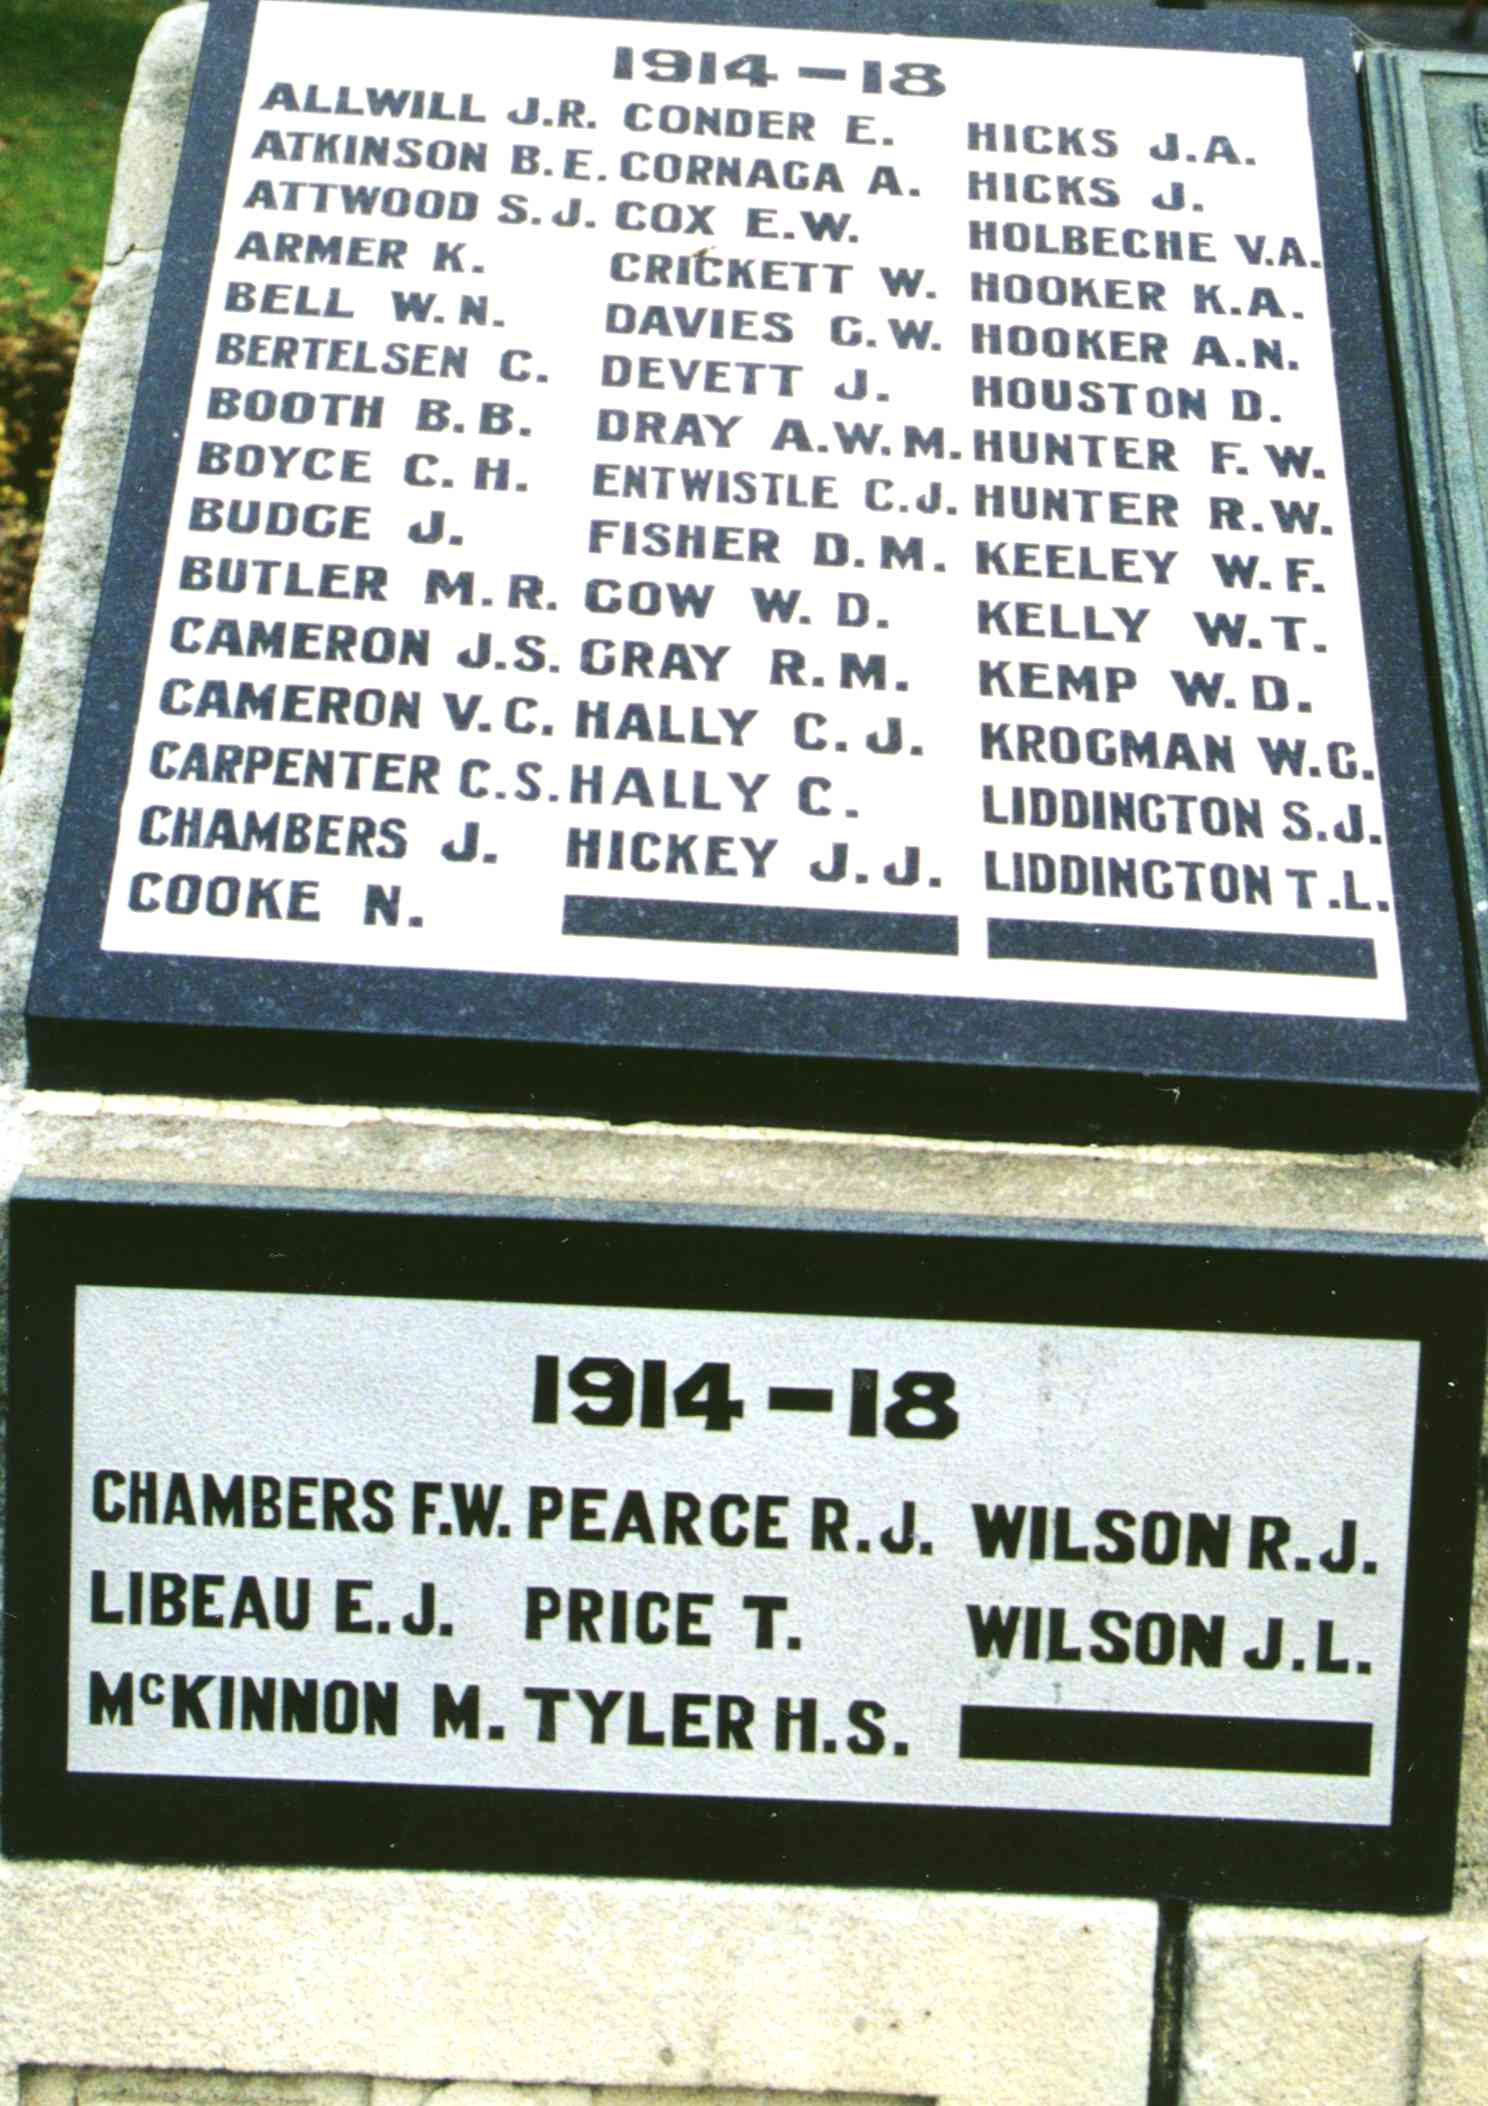 1914-18
ALLWILL J.R. CONDER E. HICKS J.A.
ATKINSON B.E. CORNAGA A. HICKS J.
ATTWOOD S.J. COX E.W. HOLBECHE V.A.
ARMER K. CRICKETT W. HOOKER K.A.
BELL W.N. DAVIES G.W. HOOKER A.N.
BERTELSEN C. DEVETT J. HOUSTON D.
BOOTH B.B. DRAY A.W.M. HUNTER F.W.
BOYCE C.H. ENTWISTLE C.J. HUNTER R.W.
BUDGE J. FISHER D.M. KEELEY W.F.
BUTLER M.R. GOW W.D. KELLY W.T.
CAMERON J.S. GRAY R.M. KEMP W.D.
CAMERON V.C. HALLY C.J. KROGMAN W.G.
CARPENTER C.S. HALLY C. LIDDINGTON S.J.
CHAMBERS J. HICKEY J.J. LIDDINGTON T.L.
COOKE N.
1914-18
CHAMBERS F.W. PEARCE R.J. WILSON R.J.
LIBEAU E.J. PRICE T. WILSON J.L.
McKINNON M. TYLER H.S.